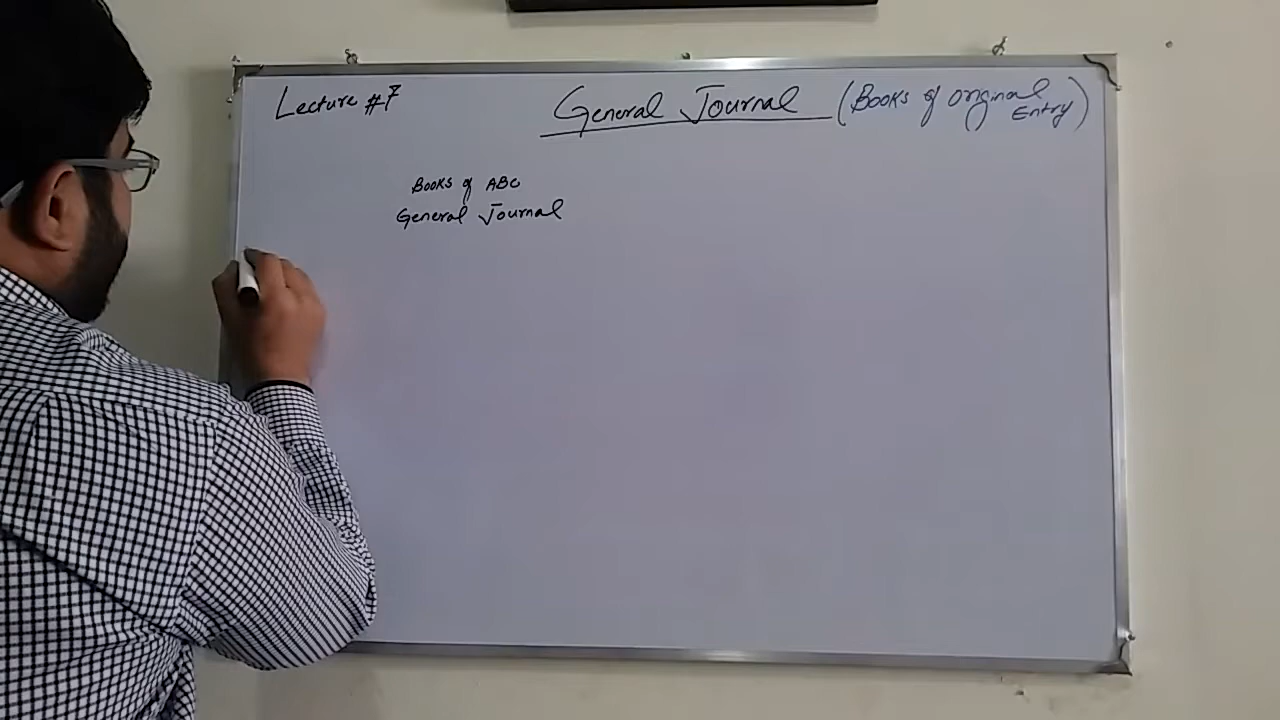 Lecture #7
General Journal (Books of Original
Entry)
Books of ABC
General Journal